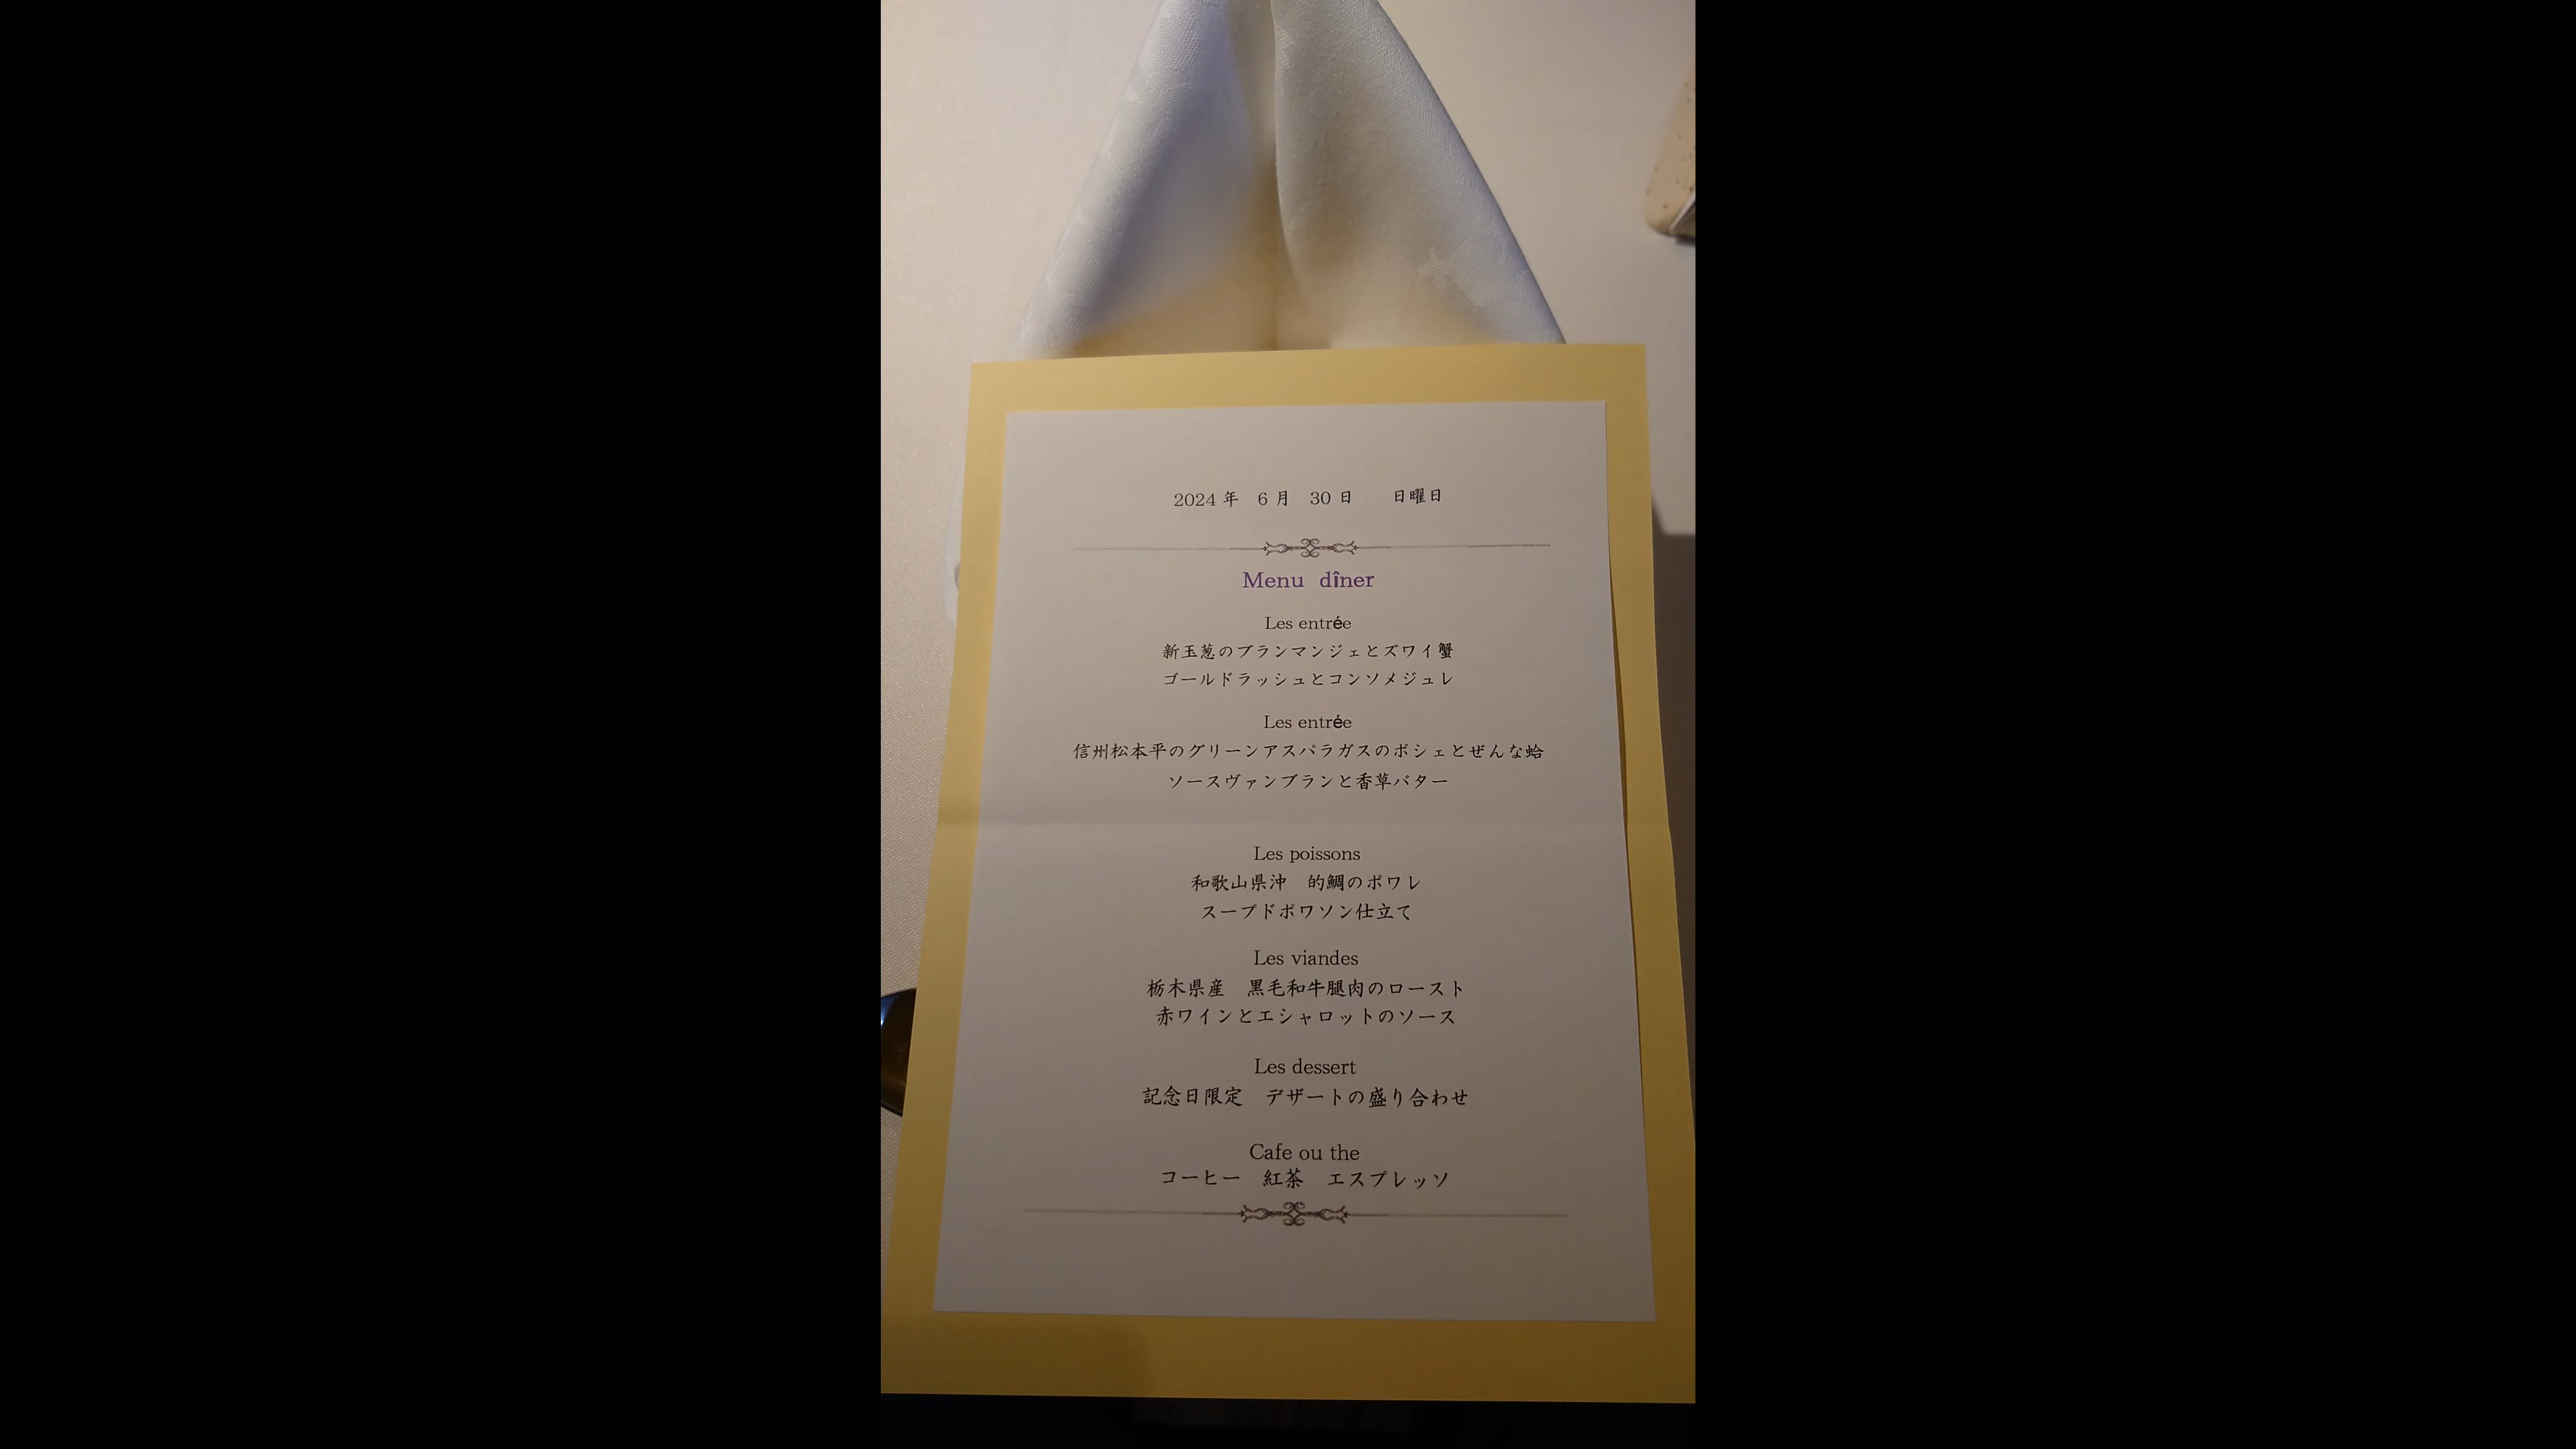 2024 年　6 月　30 日　　日曜日
Menu dîner
Les entrée
新玉葱のブランマンジェとズワイ蟹
ゴールドラッシュとコンソメジュレ
Les entrée
信州松本平のグリーンアスパラガスのポシェとぜんな蛤
ソースヴァンブランと香草バター
Les poissons
和歌山県沖　的鯛のポワレ
スープドポワソン仕立て
Les viandes
栃木県産　黒毛和牛腿肉のロースト
赤ワインとエシャロットのソース
Les dessert
記念日限定　デザートの盛り合わせ
Cafe ou the
コーヒー　紅茶　エスプレッソ